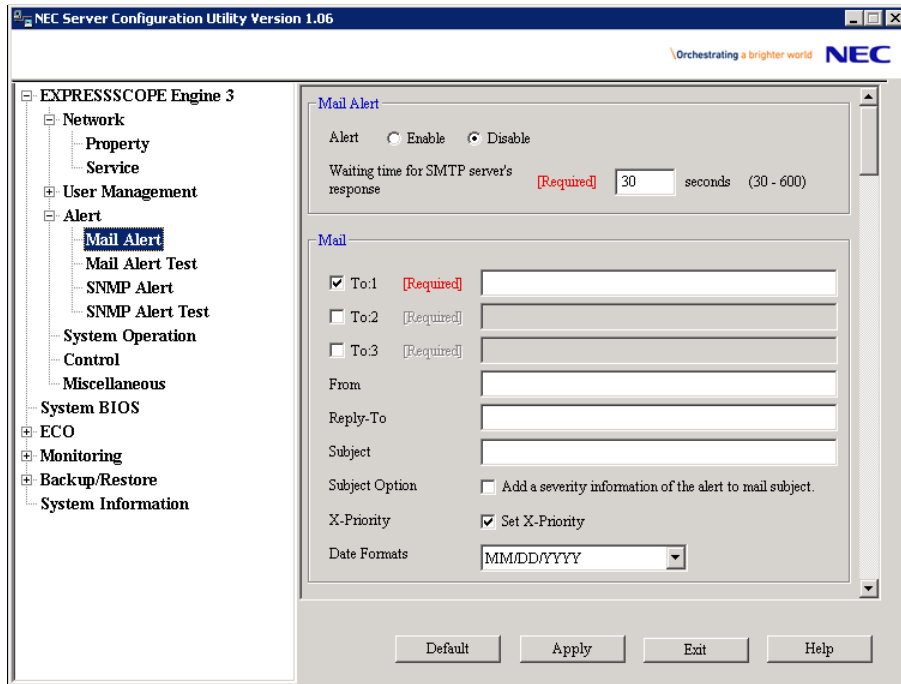 NEC Server Configuration Utility Version 1.06
\Orchestrating a brighter world NEC
EXPRESSSCOPE Engine 3
Network
Property
Service
User Management
Alert
Mail Alert
Mail Alert Test
SNMP Alert
SNMP Alert Test
System Operation
Control
Miscellaneous
System BIOS
ECO
Monitoring
Backup/Restore
System Information
Mail Alert
Alert Enable Disable
Waiting time for SMTP server's
response [Required] 30 seconds (30 - 600)
Mail
To:1 [Required]
To:2 [Required]
To:3 [Required]
From
Reply-To
Subject
Subject Option Add a severity information of the alert to mail subject.
X-Priority Set X-Priority
Date Formats MM/DD/YYYY
Default Apply Exit Help